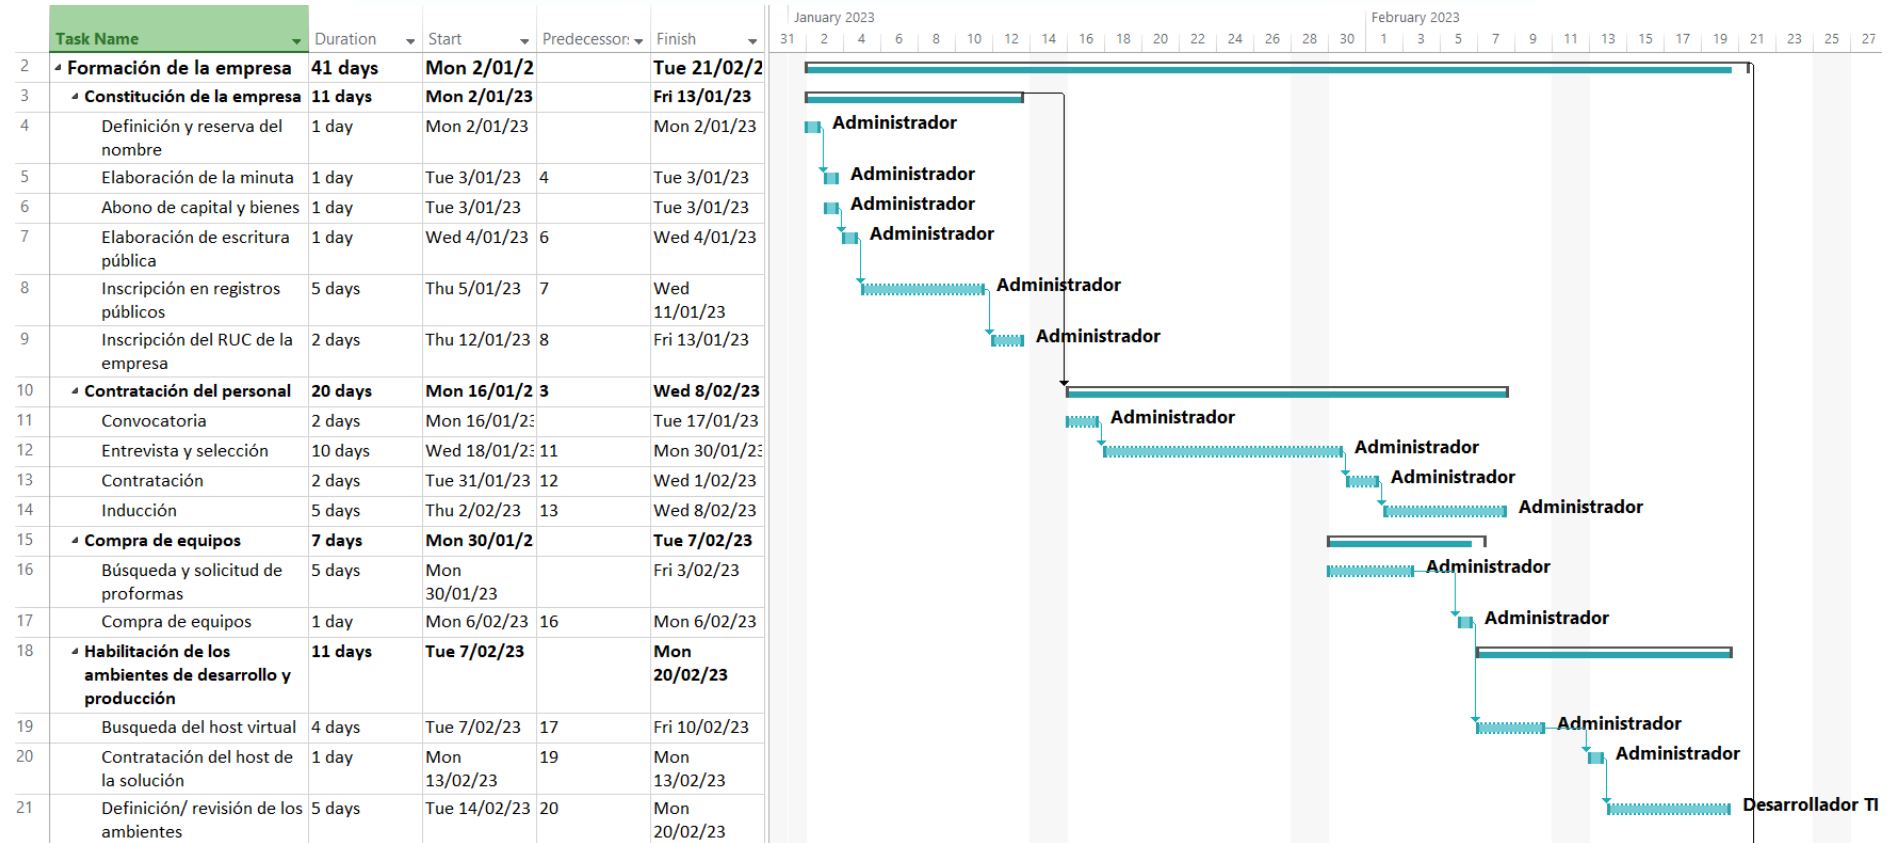 January 2023 February 2023
Task Name Duration Start Predecessor: Finish 31 2 4 6 8 10 12 14 16 18 20 22 24 26 28 30 1 3 5 7 9 11 13 15 17 19 21 23 25 27
2 Formación de la empresa 41 days Mon 2/01/2 Tue 21/02/2
3 Constitución de la empresa 11 days Mon 2/01/23 Fri 13/01/23
4 Definición y reserva del 1 day Mon 2/01/23 Mon 2/01/23 Administrador
nombre
5 Elaboración de la minuta 1 day Tue 3/01/23 4 Tue 3/01/23 Administrador
6 Abono de capital y bienes 1 day Tue 3/01/23 Tue 3/01/23 Administrador
7 Elaboración de escritura 1 day Wed 4/01/23 6 Wed 4/01/23 Administrador
pública
8 Inscripción en registros 5 days Thu 5/01/23 7 Wed Administrador
públicos 11/01/23
9 Inscripción del RUC de la 2 days Thu 12/01/23 8 Fri 13/01/23 Administrador
empresa
10 Contratación del personal 20 days Mon 16/01/2 3 Wed 8/02/23
11 Convocatoria 2 days Mon 16/01/23 Tue 17/01/23 Administrador
12 Entrevista y selección 10 days Wed 18/01/23 11 Mon 30/01/23 Administrador
13 Contratación 2 days Tue 31/01/23 12 Wed 1/02/23 Administrador
14 Inducción 5 days Thu 2/02/23 13 Wed 8/02/23 Administrador
15 Compra de equipos 7 days Mon 30/01/2 Tue 7/02/23
16 Búsqueda y solicitud de 5 days Mon Fri 3/02/23 Administrador
proformas 30/01/23
17 Compra de equipos 1 day Mon 6/02/23 16 Mon 6/02/23 Administrador
18 Habilitación de los 11 days Tue 7/02/23 Mon
ambientes de desarrollo y 20/02/23
producción
19 Busqueda del host virtual 4 days Tue 7/02/23 17 Fri 10/02/23 Administrador
20 Contratación del host de 1 day Mon 19 Mon Administrador
la solución 13/02/23 13/02/23
21 Definición/ revisión de los 5 days Tue 14/02/23 20 Mon Desarrollador TI
ambientes 20/02/23